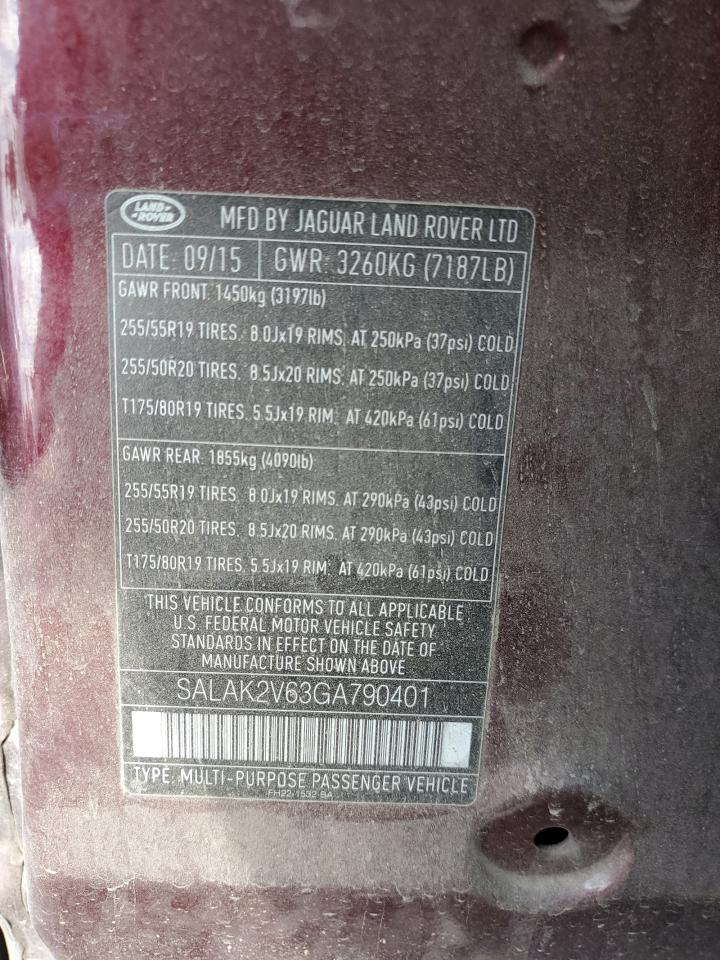 LAND ROVER
MFD BY JAGUAR LAND ROVER LTD
DATE: 09/15 GWR: 3260KG (7187LB)
GAWR FRONT: 1450kg (3197lb)
255/55R19 TIRES. 8.0Jx19 RIMS. AT 250kPa (37psi) COLD
255/50R20 TIRES. 8.5Jx20 RIMS. AT 250kPa (37psi) COLD
T175/80R19 TIRES. 5.5Jx19 RIM. AT 420kPa (61psi) COLD
GAWR REAR: 1855kg (4090lb)
255/55R19 TIRES. 8.0Jx19 RIMS. AT 290kPa (43psi) COLD
255/50R20 TIRES. 8.5Jx20 RIMS. AT 290kPa (43psi) COLD
T175/80R19 TIRES. 5.5Jx19 RIM. AT 420kPa (61psi) COLD
THIS VEHICLE CONFORMS TO ALL APPLICABLE
U.S. FEDERAL MOTOR VEHICLE SAFETY
STANDARDS IN EFFECT ON THE DATE OF
MANUFACTURE SHOWN ABOVE
SALAK2V63GA790401
TYPE: MULTI-PURPOSE PASSENGER VEHICLE
FH22-1532-BA